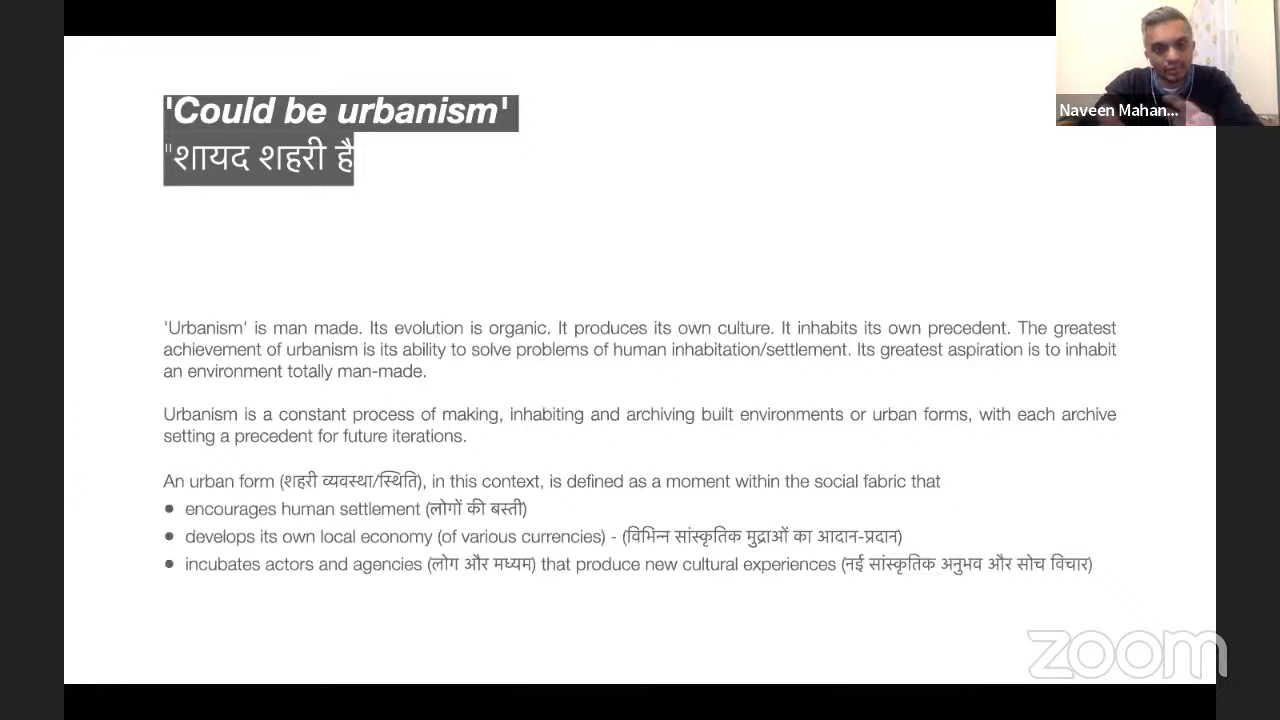 'Could be urbanism'
"शायद शहरी है
Naveen Mahan...
'Urbanism' is man made. Its evolution is organic. It produces its own culture. It inhabits its own precedent. The greatest
achievement of urbanism is its ability to solve problems of human inhabitation/settlement. Its greatest aspiration is to inhabit
an environment totally man-made.
Urbanism is a constant process of making, inhabiting and archiving built environments or urban forms, with each archive
setting a precedent for future iterations.
An urban form (शहरी व्यवस्था/स्थिति), in this context, is defined as a moment within the social fabric that
● encourages human settlement (लोगों की बस्ती)
● develops its own local economy (of various currencies) - (विभिन्न सांस्कृतिक मुद्राओं का आदान-प्रदान)
● incubates actors and agencies (लोग और मध्यम) that produce new cultural experiences (नई सांस्कृतिक अनुभव और सोच विचार)
zoom